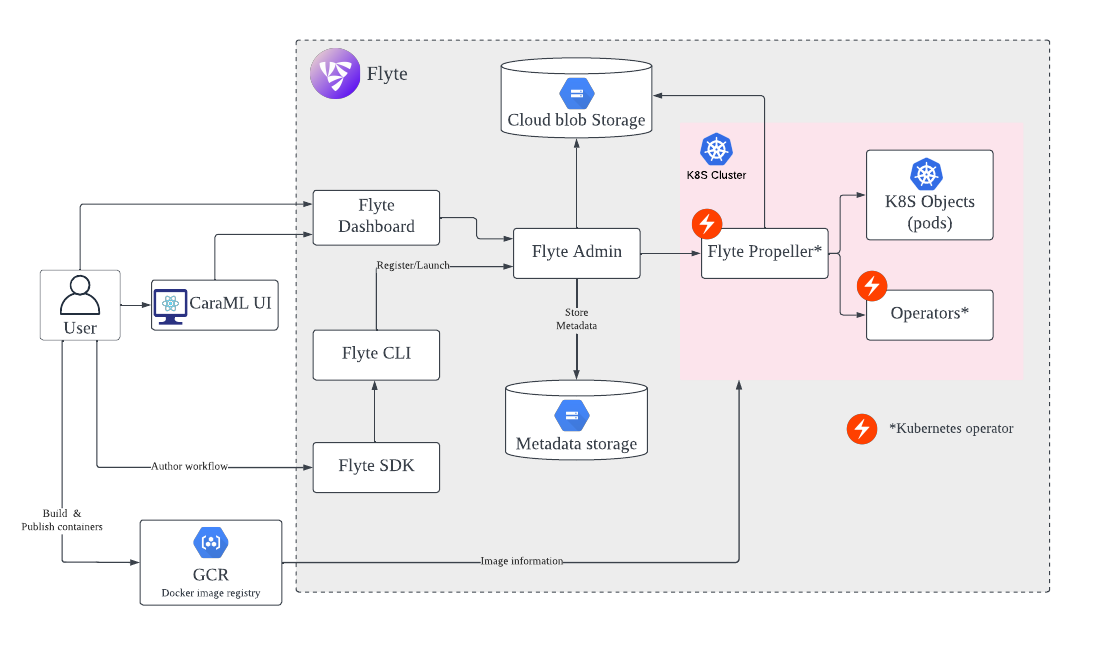 Flyte
Cloud blob Storage
K8S Cluster
K8S Objects
(pods)
Flyte
Dashboard
Flyte Admin
Flyte Propeller*
Register/Launch
User
CaraML UI
Store
Metadata
Operators*
Flyte CLI
Metadata storage
*Kubernetes operator
Flyte SDK
Author workflow
Build &
Publish containers
GCR
Docker image registry
Image information